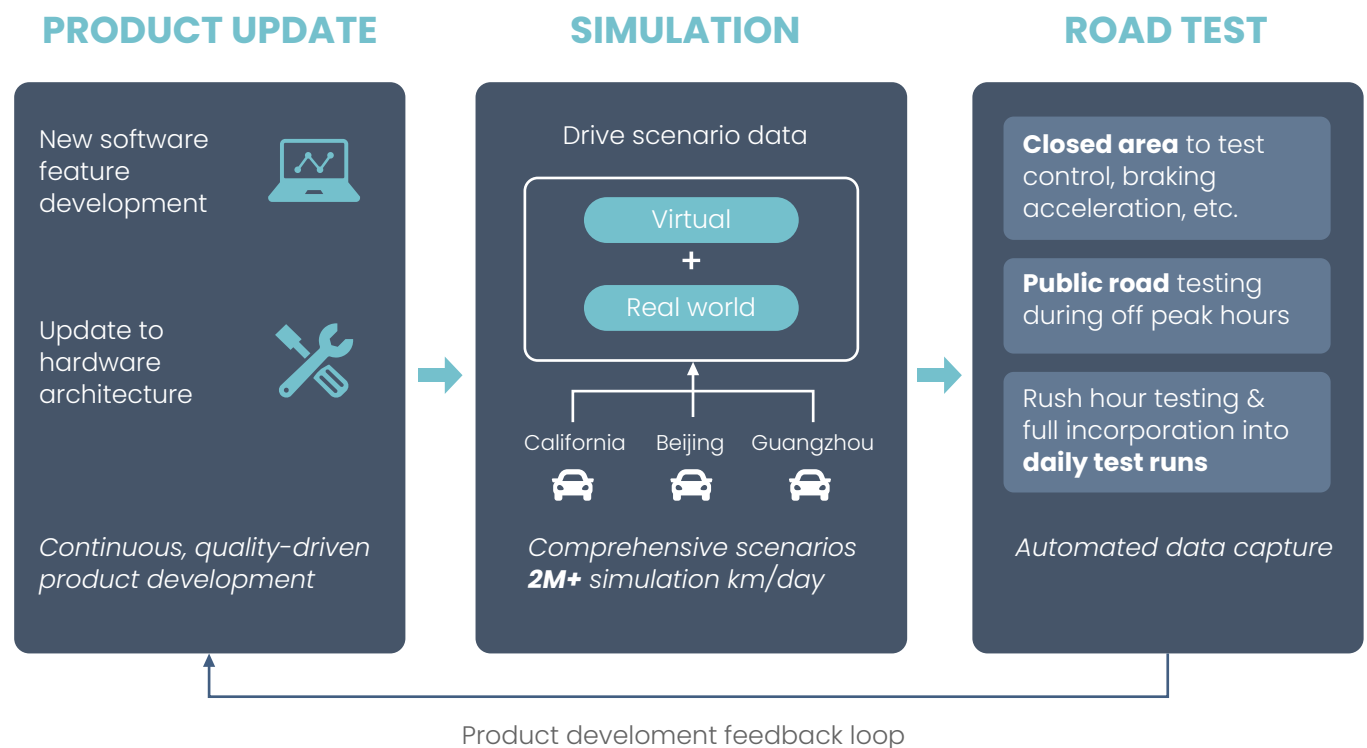 PRODUCT UPDATE
SIMULATION
ROAD TEST
New software
feature
development
Update to
hardware
architecture
Continuous, quality-driven
product development
Drive scenario data
Virtual
+
Real world
California
Beijing
Guangzhou
Comprehensive scenarios
2M+ simulation km/day
Closed area to test
control, braking
acceleration, etc.
Public road testing
during off peak hours
Rush hour testing &
full incorporation into
daily test runs
Automated data capture
Product develoment feedback loop